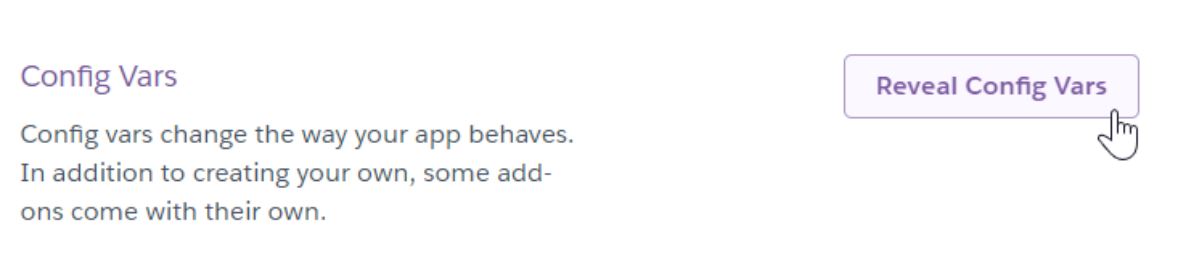 Config Vars
Reveal Config Vars
Config vars change the way your app behaves.
In addition to creating your own, some add-
ons come with their own.